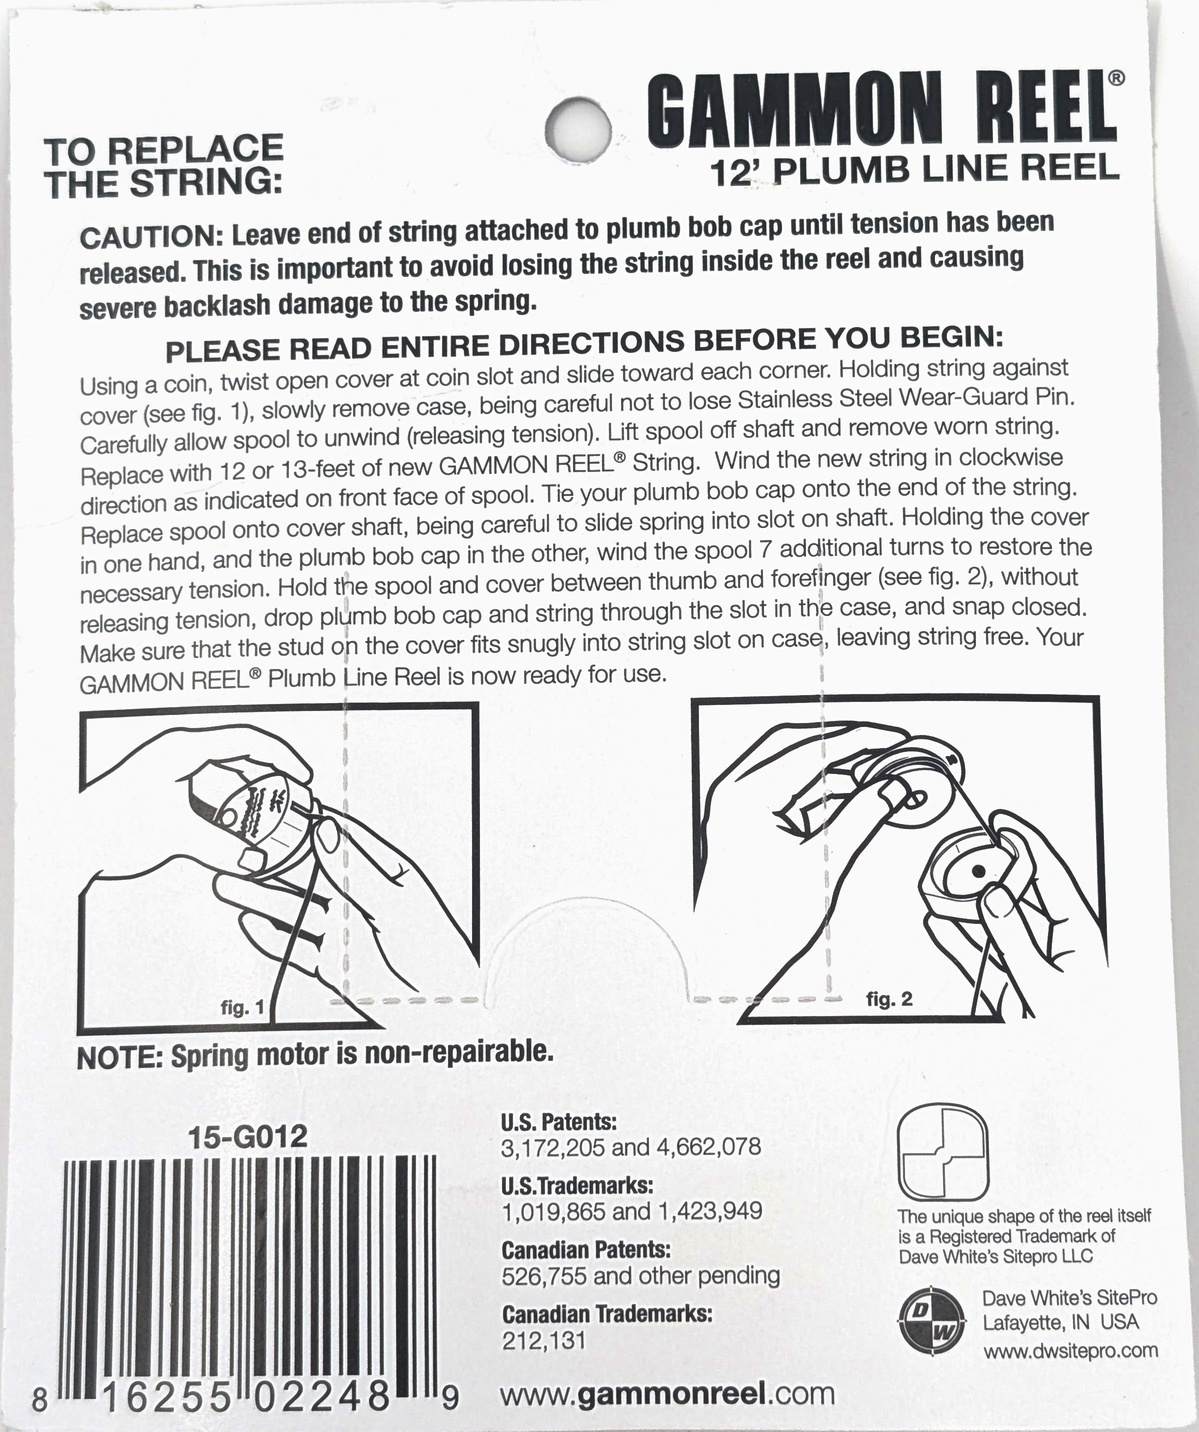 GAMMON REEL®
12’ PLUMB LINE REEL
TO REPLACE
THE STRING:
CAUTION: Leave end of string attached to plumb bob cap until tension has been
released. This is important to avoid losing the string inside the reel and causing
severe backlash damage to the spring.
PLEASE READ ENTIRE DIRECTIONS BEFORE YOU BEGIN:
Using a coin, twist open cover at coin slot and slide toward each corner. Holding string against
cover (see fig. 1), slowly remove case, being careful not to lose Stainless Steel Wear-Guard Pin.
Carefully allow spool to unwind (releasing tension). Lift spool off shaft and remove worn string.
Replace with 12 or 13-feet of new GAMMON REEL® String. Wind the new string in clockwise
direction as indicated on front face of spool. Tie your plumb bob cap onto the end of the string.
Replace spool onto cover shaft, being careful to slide spring into slot on shaft. Holding the cover
in one hand, and the plumb bob cap in the other, wind the spool 7 additional turns to restore the
necessary tension. Hold the spool and cover between thumb and forefinger (see fig. 2), without
releasing tension, drop plumb bob cap and string through the slot in the case, and snap closed.
Make sure that the stud on the cover fits snugly into string slot on case, leaving string free. Your
GAMMON REEL® Plumb Line Reel is now ready for use.
fig. 1
fig. 2
NOTE: Spring motor is non-repairable.
15-G012
8 16255 02248 9
U.S. Patents:
3,172,205 and 4,662,078
U.S.Trademarks:
1,019,865 and 1,423,949
Canadian Patents:
526,755 and other pending
Canadian Trademarks:
212,131
www.gammonreel.com
The unique shape of the reel itself
is a Registered Trademark of
Dave White's Sitepro LLC
D
W
Dave White's SitePro
Lafayette, IN USA
www.dwsitepro.com